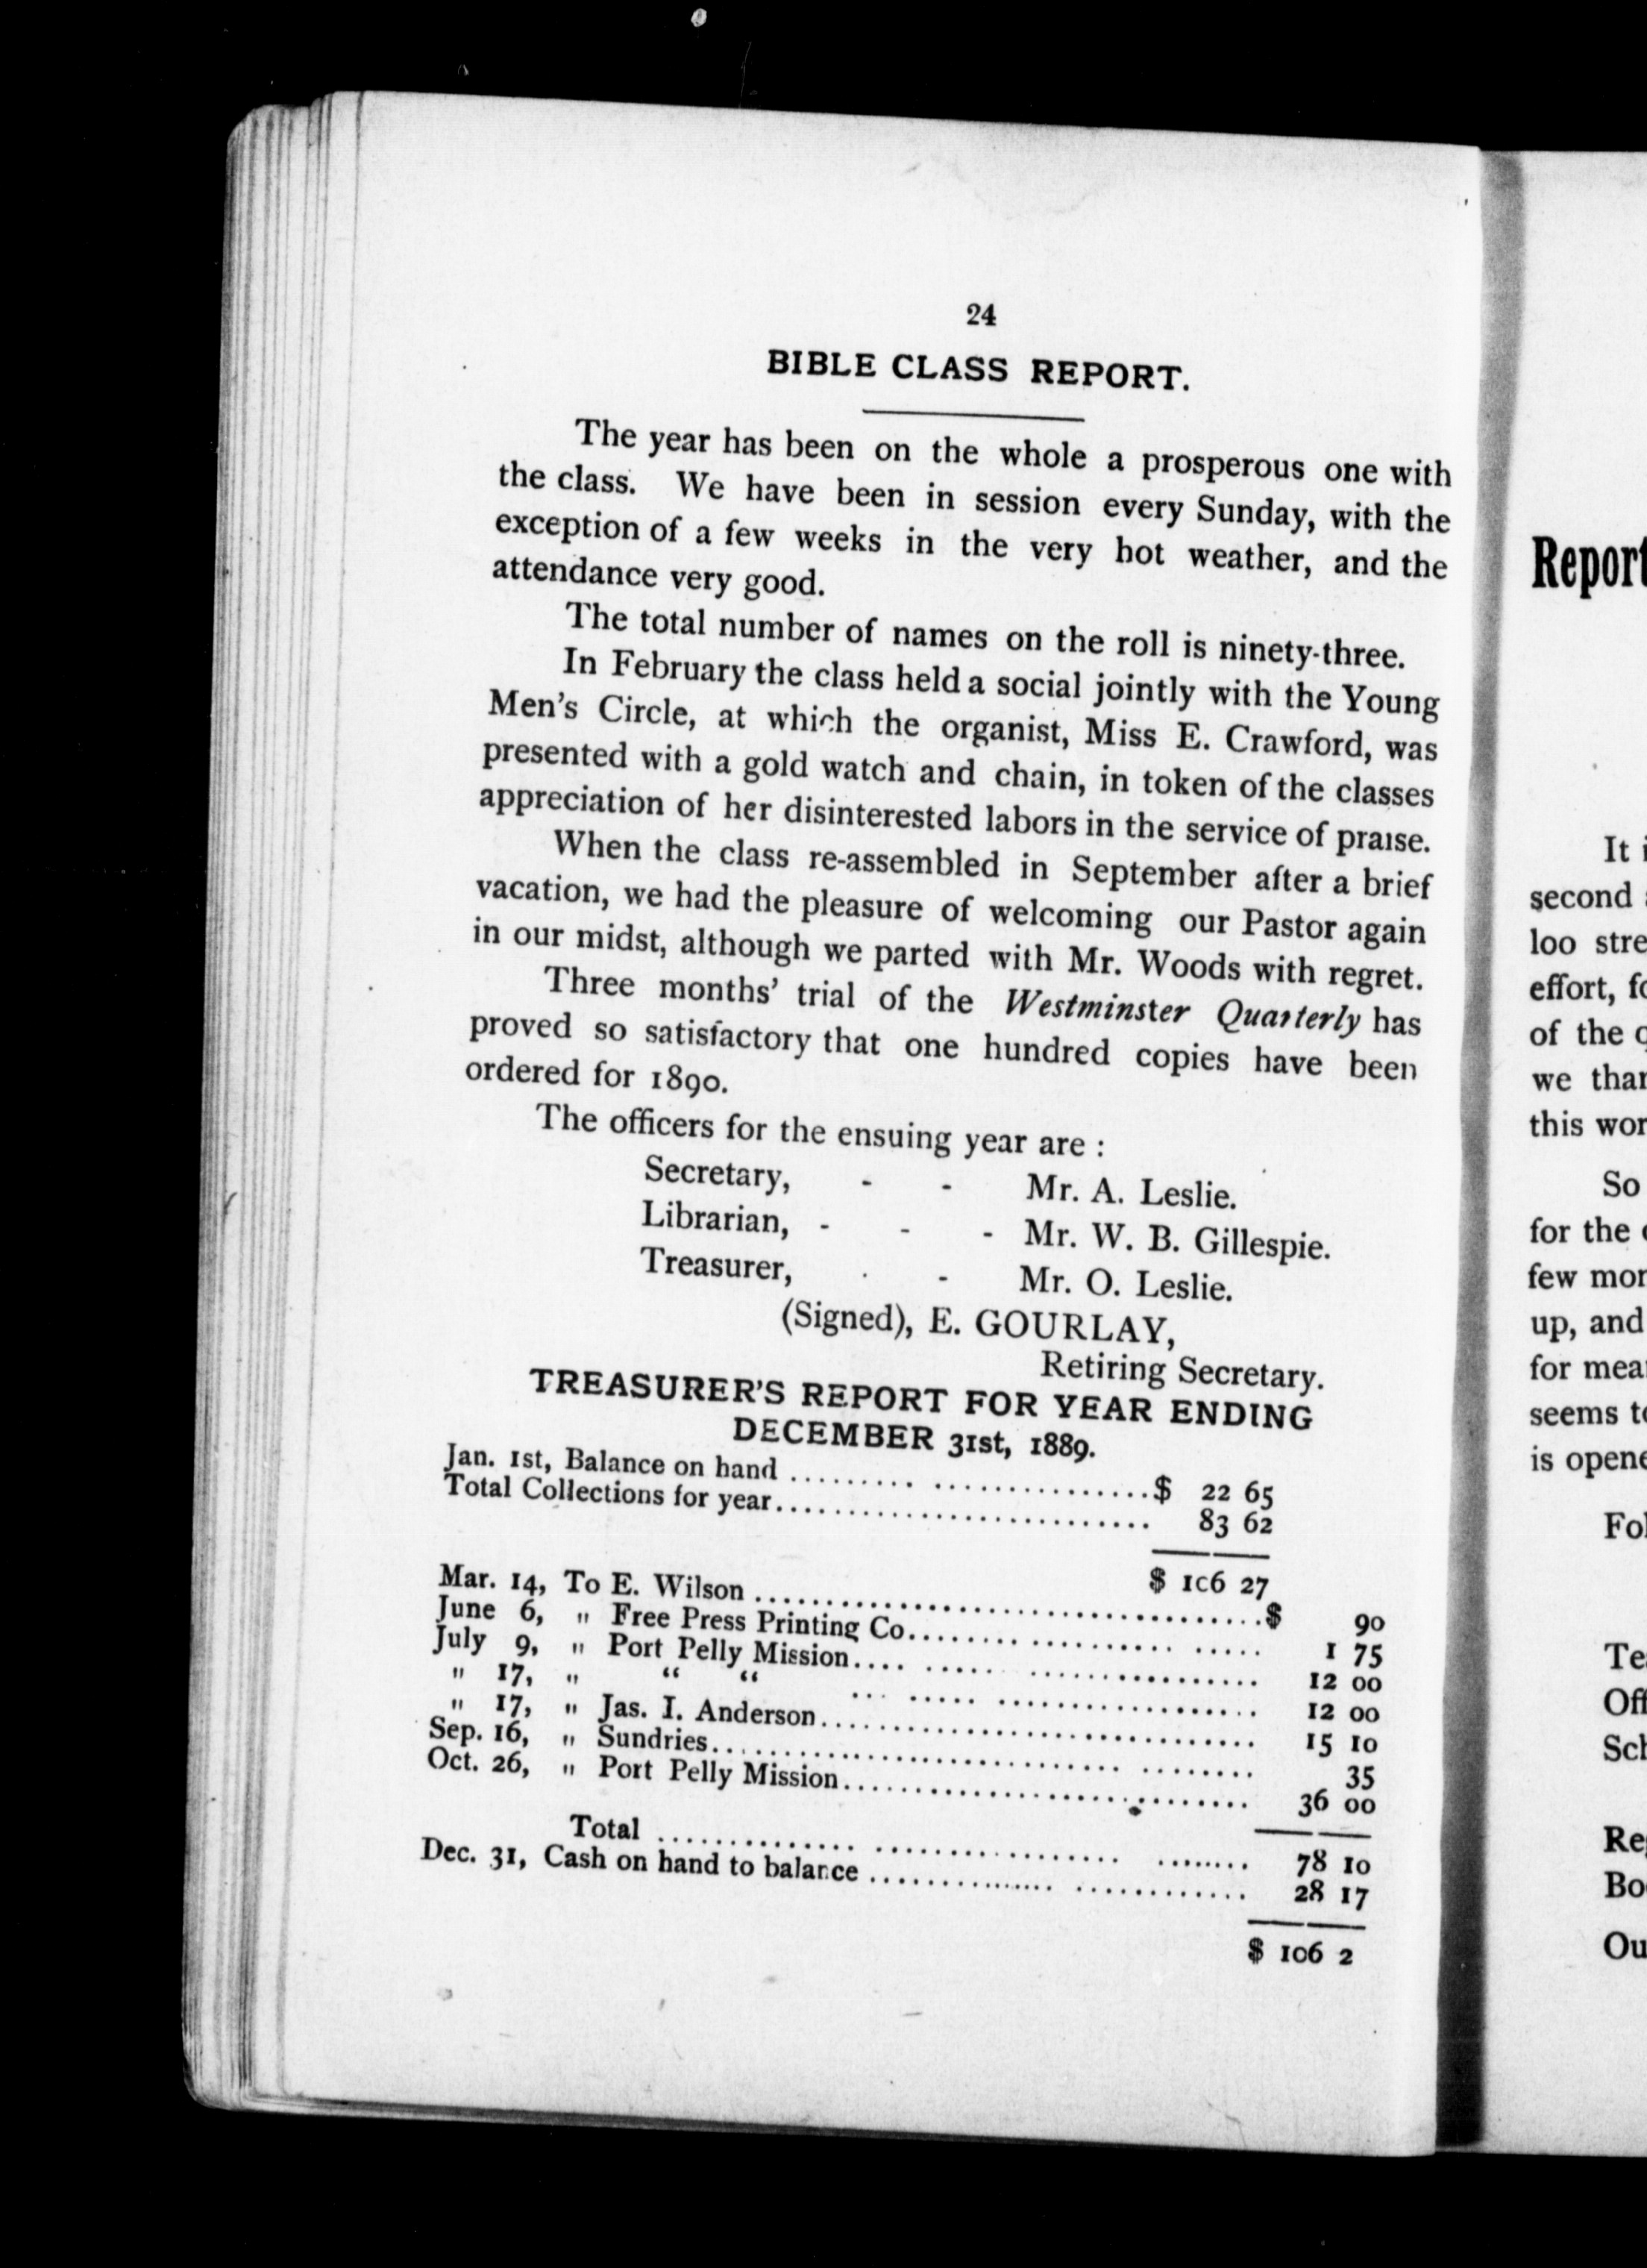 24
BIBLE CLASS REPORT.
The year has been on the whole a prosperous one with
the class. We have been in session every Sunday, with the
exception of a few weeks in the very hot weather, and the
attendance very good.
The total number of names on the roll is ninety-three.
In February the class held a social jointly with the Young
Men's Circle, at which the organist, Miss E. Crawford, was
presented with a gold watch and chain, in token of the classes
appreciation of her disinterested labors in the service of praise.
When the class re-assembled in September after a brief
vacation, we had the pleasure of welcoming our Pastor again
in our midst, although we parted with Mr. Woods with regret.
Three months' trial of the Westminster Quarterly has
proved so satisfactory that one hundred copies have been
ordered for 1890.
The officers for the ensuing year are :
Secretary, - - Mr. A. Leslie.
Librarian, - - - Mr. W. B. Gillespie.
Treasurer, - - Mr. O. Leslie.
(Signed), E. GOURLAY,
Retiring Secretary.
TREASURER'S REPORT FOR YEAR ENDING
DECEMBER 31st, 1889.
Jan. 1st, Balance on hand ........ ................$ 22 65
Total Collections for year............................ 83 62
$ 106 27
Mar. 14, To E. Wilson ....................................$ 90
June 6, " Free Press Printing Co........ ............ ..... 1 75
July 9, " Port Pelly Mission.... ..... ................. 12 00
" 17, " " " ... ..... ................... 12 00
" 17, " Jas. I. Anderson................................ 15 10
Sep. 16, " Sundries.............................. ........ 35
Oct. 26, " Port Pelly Mission.............................. 36 00
Total .............. ................. ........ 78 10
Dec. 31, Cash on hand to balance ............... ............ 28 17
$ 106 2
Report
It i
second
loo stre
effort, fo
of the
we than
this wor
So
for the
few mon
up, and
for mea
seems to
is opene
Fol
Te
Off
Sch
Reg
Bo
Ou